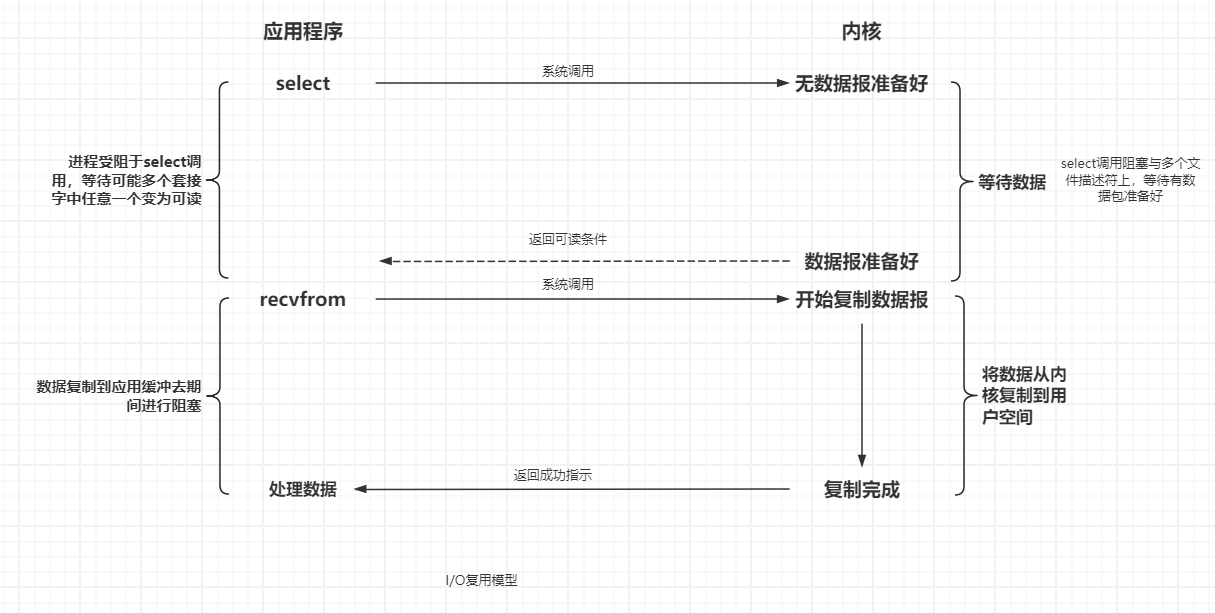 应用程序
内核
select
系统调用
无数据报准备好
进程受阻于select调
用，等待可能多个套接
字中任意一个变为可读
等待数据
select调用阻塞与多个文
件描述符上，等待有数
据包准备好
返回可读条件
数据报准备好
recvfrom
系统调用
开始复制数据报
数据复制到应用缓冲去期
间进行阻塞
将数据从内
核复制到用
户空间
处理数据
返回成功指示
复制完成
I/O复用模型